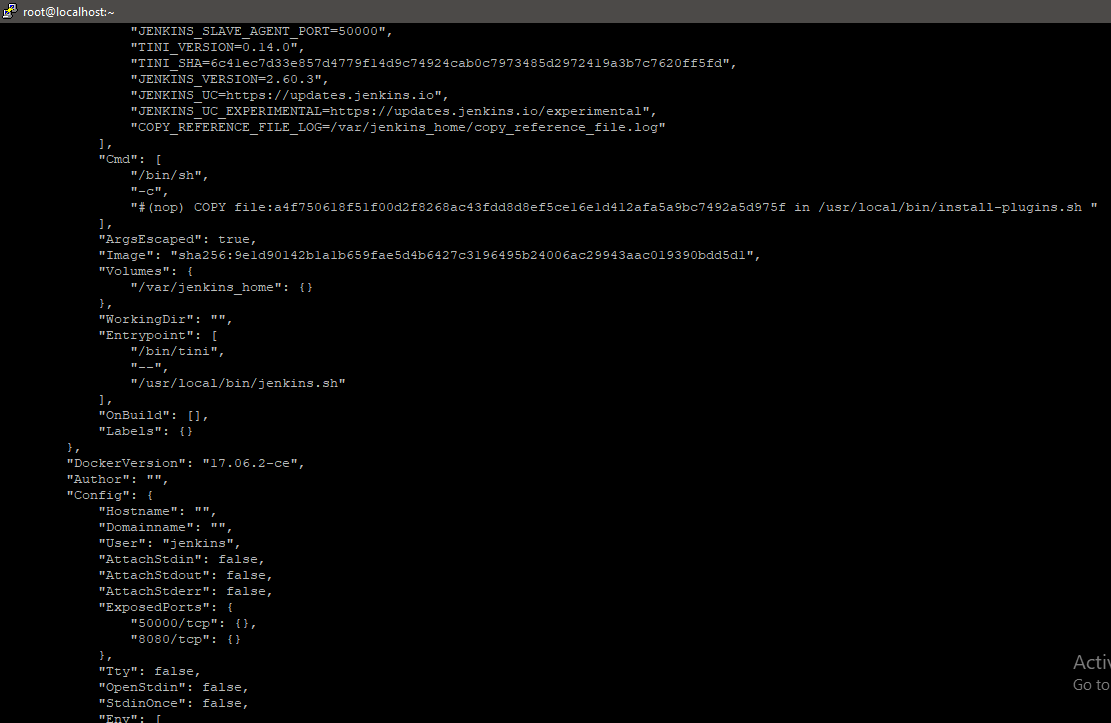 root@localhost:~
"JENKINS_SLAVE_AGENT_PORT=50000",
"TINI_VERSION=0.14.0",
"TINI_SHA=6c41ec7d33e857d4779f14d9c74924cab0c7973485d2972419a3b7c7620ff5fd",
"JENKINS_VERSION=2.60.3",
"JENKINS_UC=https://updates.jenkins.io",
"JENKINS_UC_EXPERIMENTAL=https://updates.jenkins.io/experimental",
"COPY_REFERENCE_FILE_LOG=/var/jenkins_home/copy_reference_file.log"
],
"Cmd": [
"/bin/sh",
"-c",
"#(nop) COPY file:a4f750618f51f00d2f8268ac43fdd8d8ef5ce16e1d412afa5a9bc7492a5d975f in /usr/local/bin/install-plugins.sh "
],
"ArgsEscaped": true,
"Image": "sha256:9e1d90142b1a1b659fae5d4b6427c3196495b24006ac29943aac019390bdd5d1",
"Volumes": {
"/var/jenkins_home": {}
},
"WorkingDir": "",
"Entrypoint": [
"/bin/tini",
"--",
"/usr/local/bin/jenkins.sh"
],
"OnBuild": [],
"Labels": {}
},
"DockerVersion": "17.06.2-ce",
"Author": "",
"Config": {
"Hostname": "",
"Domainname": "",
"User": "jenkins",
"AttachStdin": false,
"AttachStdout": false,
"AttachStderr": false,
"ExposedPorts": {
"50000/tcp": {},
"8080/tcp": {}
},
"Tty": false,
"OpenStdin": false,
"StdinOnce": false,
"Env": [
Activ
Go to